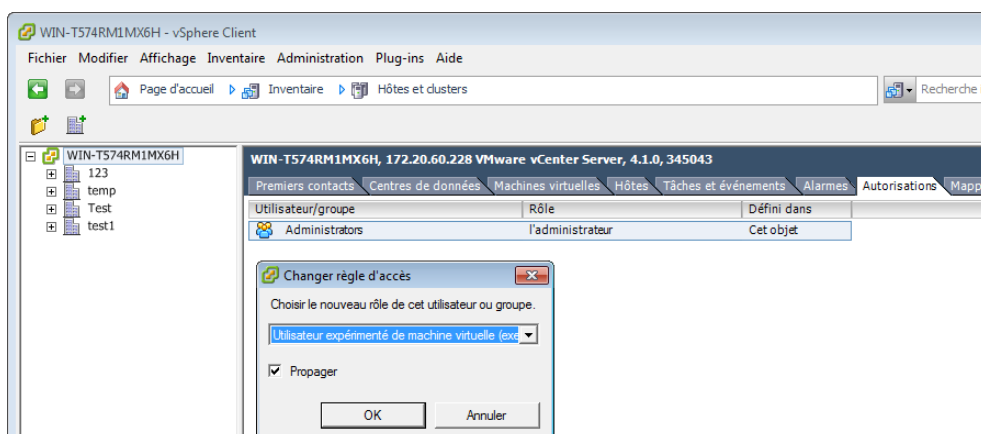 WIN-T574RM1MX6H - vSphere Client
Fichier Modifier Affichage Inventaire Administration Plug-ins Aide
Page d'accueil Inventaire Hôtes et clusters Recherche
WIN-T574RM1MX6H
123
temp
Test
test1
WIN-T574RM1MX6H, 172.20.60.228 VMware vCenter Server, 4.1.0, 345043
Premiers contacts Centres de données Machines virtuelles Hôtes Tâches et événements Alarmes Autorisations Mapp
Utilisateur/groupe Rôle Défini dans
Administrators l'administrateur Cet objet
Changer règle d'accès
Choisir le nouveau rôle de cet utilisateur ou groupe.
Utilisateur expérimenté de machine virtuelle (exe
Propager
OK Annuler